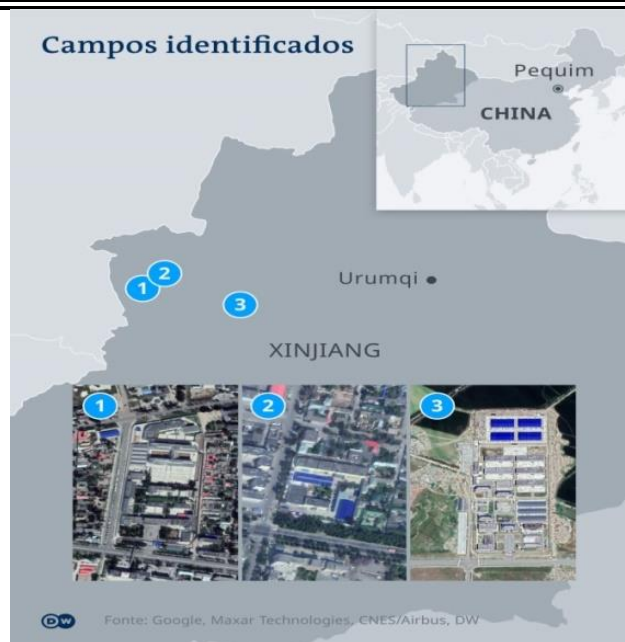 Campos identificados
Pequim
CHINA
Urumqi
1
2
3
XINJIANG
1
2
3
DW Fonte: Google, Maxar Technologies, CNES/Airbus, DW